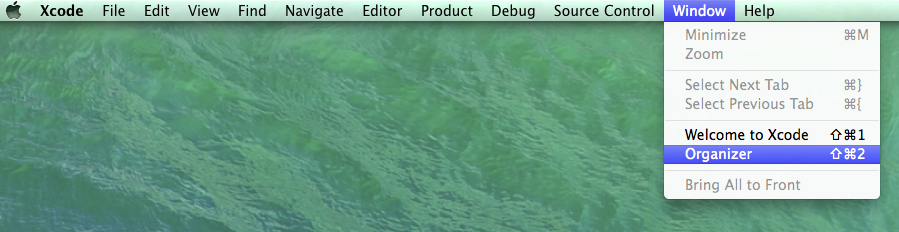 Xcode File Edit View Find Navigate Editor Product Debug Source Control Window Help
Minimize ⌘M
Zoom
Select Next Tab ⌘}
Select Previous Tab ⌘{
Welcome to Xcode ⇧⌘1
Organizer ⇧⌘2
Bring All to Front